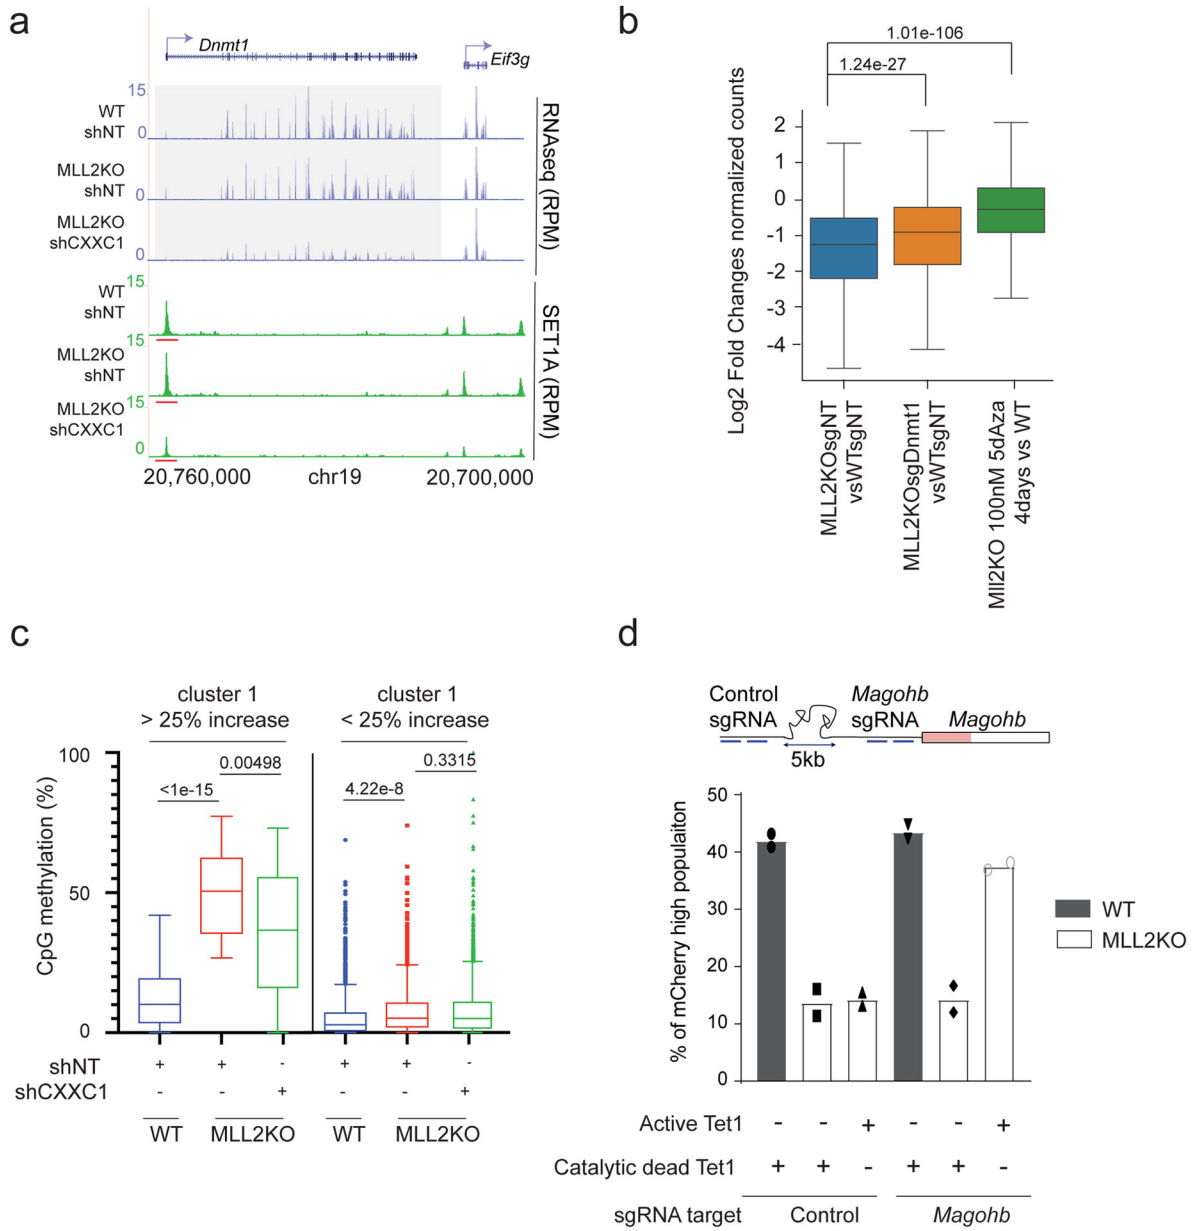 a
Dnmt1
Eif3g
WT
shNT
15
0
MLL2KO
shNT
15
0
MLL2KO
shCXXC1
15
0
RNAseq (RPM)
15
WT
shNT
15
MLL2KO
shNT
15
MLL2KO
shCXXC1
0
SET1A (RPM)
20,760,000 chr19 20,700,000
b
1.01e-106
1.24e-27
Log2 Fold Changes normalized counts
2
1
0
-1
-2
-3
-4
MLL2KOsgNT
vsWTsgNT
MLL2KOsgDnmt1
vsWTsgNT
Mll2KO 100nM 5dAza
4days vs WT
c
cluster 1
> 25% increase
cluster 1
< 25% increase
<1e-15
0.00498
4.22e-8
0.3315
CpG methylation (%)
100
50
0
shNT + + - + + -
shCXXC1 - - + - - +
WT MLL2KO WT MLL2KO
d
Control
sgRNA
Magohb
sgRNA
Magohb
5kb
% of mCherry high populaiton
50
40
30
20
10
0
WT
MLL2KO
Active Tet1 - - + - - +
Catalytic dead Tet1 + + - + + -
sgRNA target Control Magohb